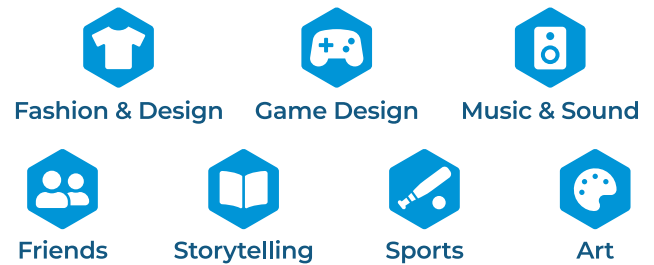 Fashion & Design
Game Design
Music & Sound
Friends
Storytelling
Sports
Art